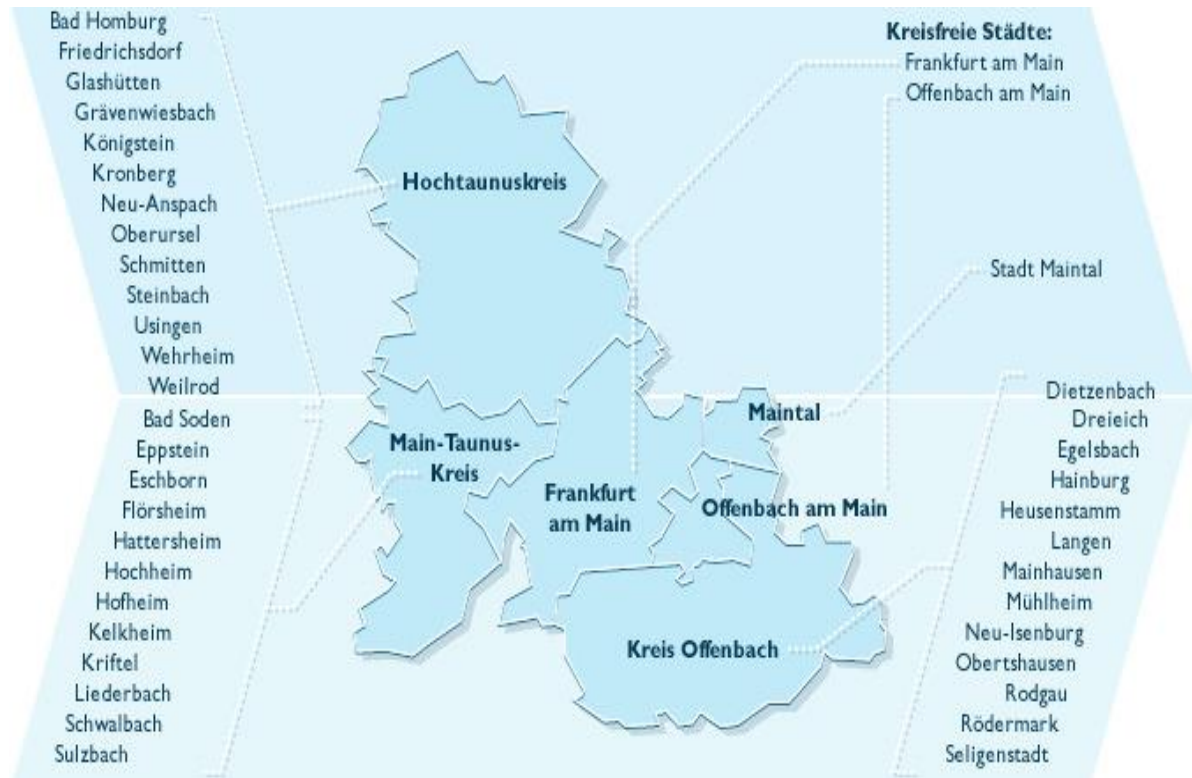 Bad Homburg
Friedrichsdorf
Glashütten
Grävenwiesbach
Königstein
Kronberg
Neu-Anspach
Oberursel
Schmitten
Steinbach
Usingen
Wehrheim
Weilrod
Bad Soden
Eppstein
Eschborn
Flörsheim
Hattersheim
Hochheim
Hofheim
Kelkheim
Kriftel
Liederbach
Schwalbach
Sulzbach
Hochtaunuskreis
Main-Taunus-
Kreis
Frankfurt
am Main
Maintal
Offenbach am Main
Kreis Offenbach
Kreisfreie Städte:
Frankfurt am Main
Offenbach am Main
Stadt Maintal
Dietzenbach
Dreieich
Egelsbach
Hainburg
Heusenstamm
Langen
Mainhausen
Mühlheim
Neu-Isenburg
Obertshausen
Rodgau
Rödermark
Seligenstadt